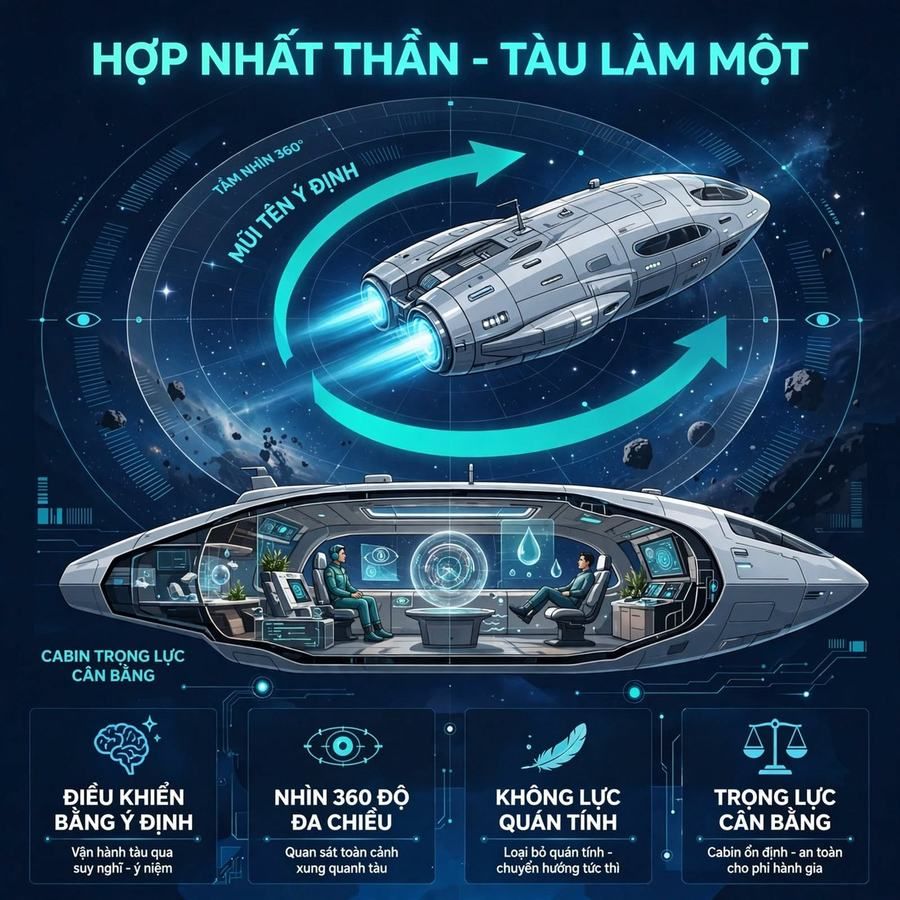 HỢP NHẤT THẦN - TÀU LÀM MỘT
TẦM NHÌN 360°
MŨI TÊN Ý ĐỊNH
CABIN TRỌNG LỰC
CÂN BẰNG
ĐIỀU KHIỂN
BẰNG Ý ĐỊNH
Vận hành tàu qua
suy nghĩ - ý niệm
NHÌN 360 ĐỘ
ĐA CHIỀU
Quan sát toàn cảnh
xung quanh tàu
KHÔNG LỰC
QUÁN TÍNH
Loại bỏ quán tính -
chuyển hướng tức thì
TRỌNG LỰC
CÂN BẰNG
Cabin ổn định - an toàn
cho phi hành gia